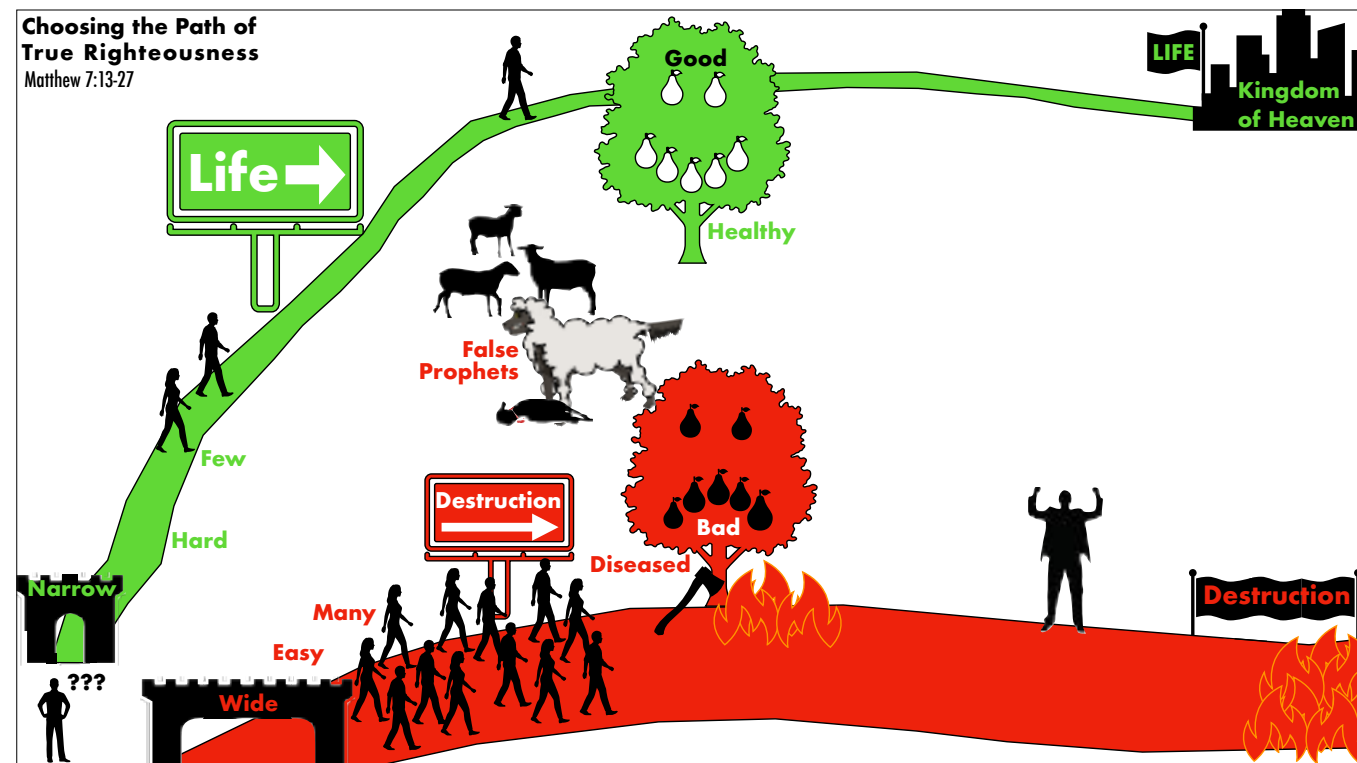 Choosing the Path of
True Righteousness
Matthew 7:13-27
Good
LIFE
Kingdom
of Heaven
Life
Healthy
False
Prophets
Few
Destruction
Hard
Bad
Diseased
Narrow
Many
Destruction
Easy
???
Wide